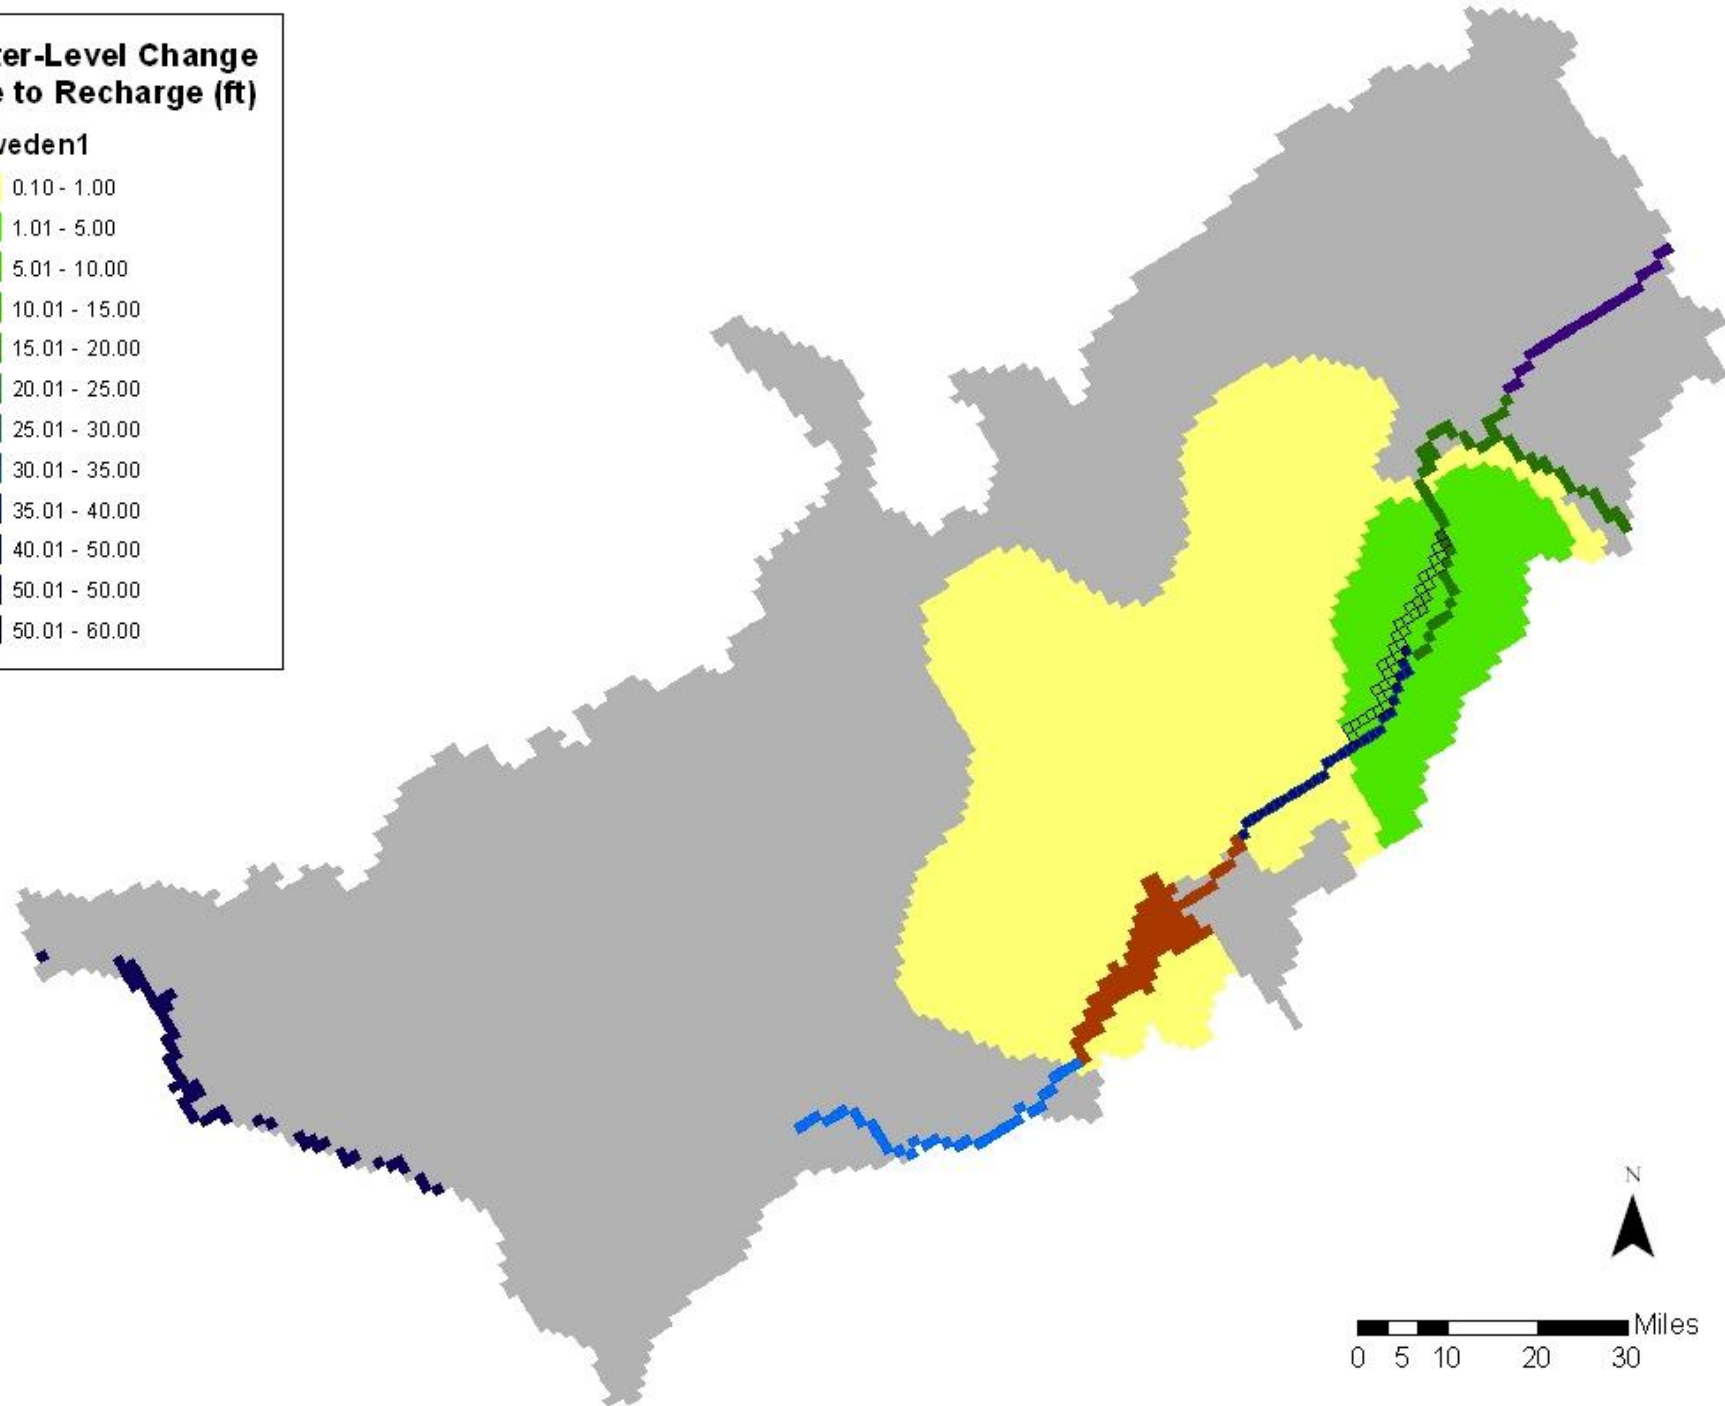 ter-Level Change
e to Recharge (ft)
weden1
0.10 - 1.00
1.01 - 5.00
5.01 - 10.00
10.01 - 15.00
15.01 - 20.00
20.01 - 25.00
25.01 - 30.00
30.01 - 35.00
35.01 - 40.00
40.01 - 50.00
50.01 - 50.00
50.01 - 60.00
N
Miles
0 5 10 20 30